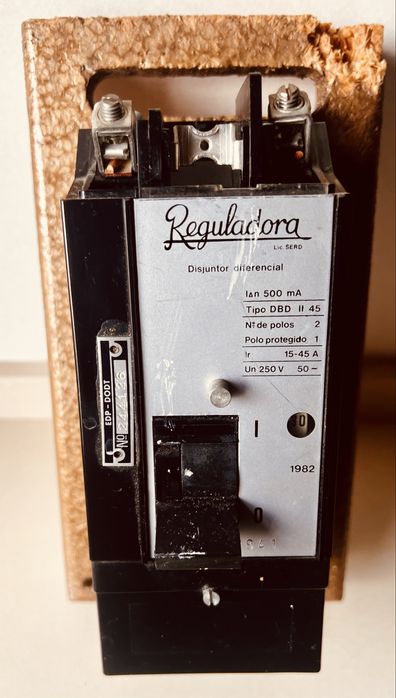 Reguladora
Lic. SERD
Disjuntor diferencial
I∆n 500 mA
Tipo DBD II 45
Nº de polos 2
Polo protegido 1
Ir 15-45 A
Un 250 V 50 ~
EDP - DODT
Nº
I
0
1982
0